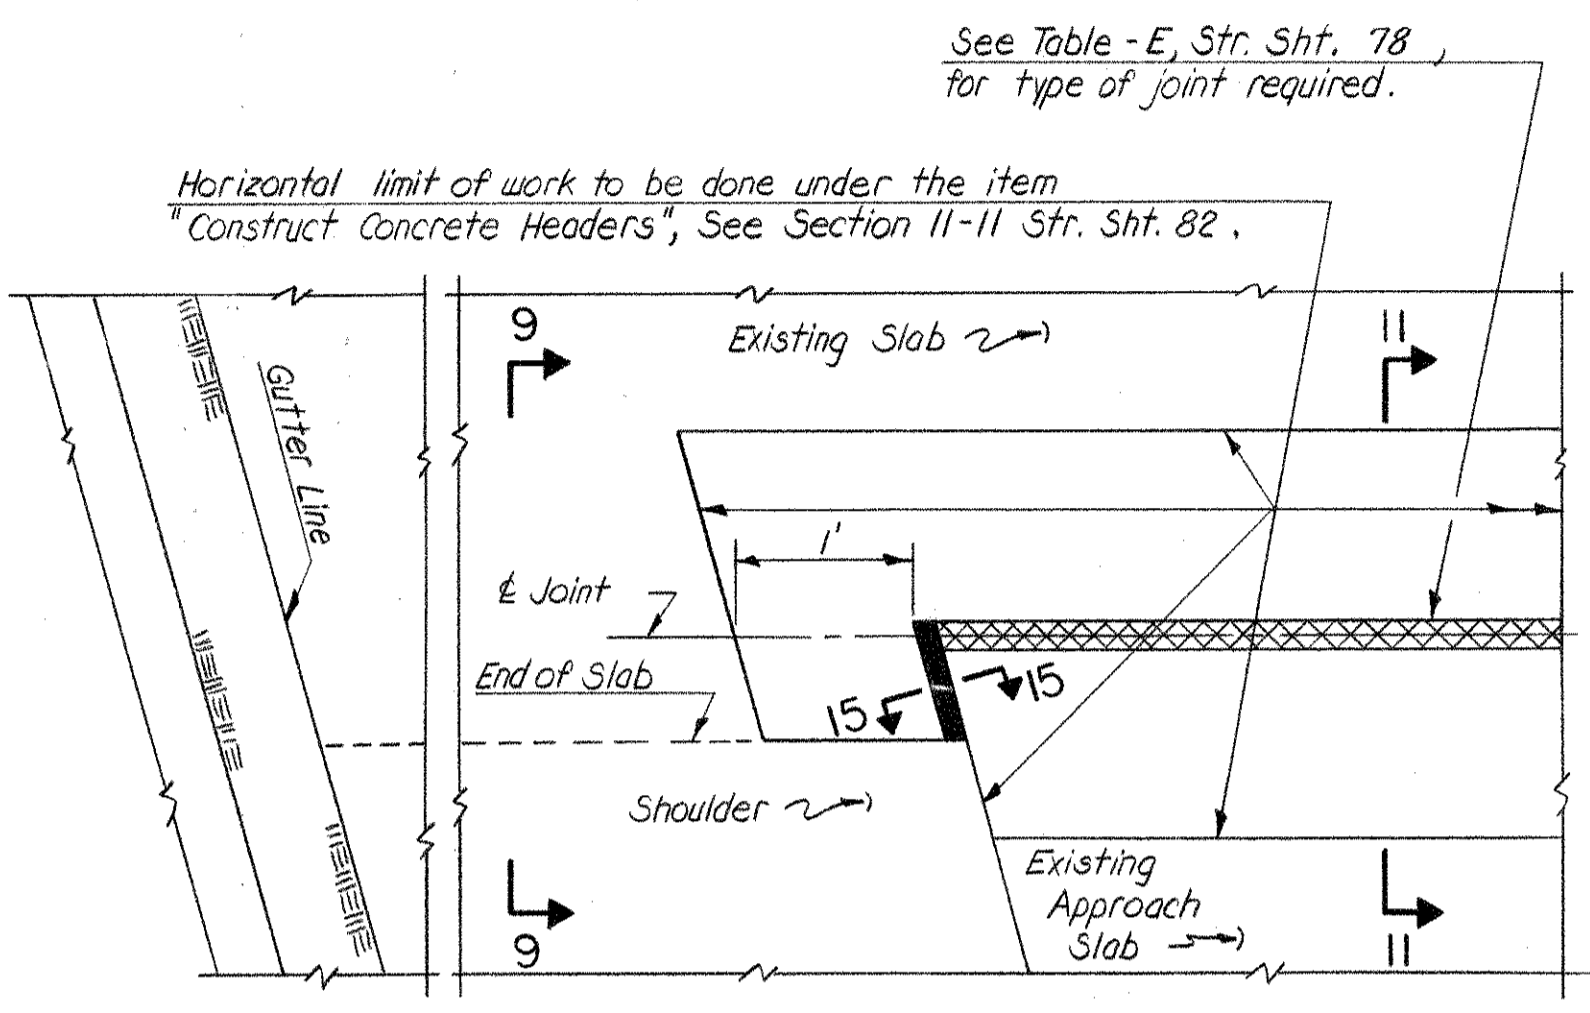 See Table - E, Str. Sht. 78,
for type of joint required.
Horizontal limit of work to be done under the item
"Construct Concrete Headers", See Section 11-11 Str. Sht. 82.
9
Existing Slab
11
Gutter Line
1'
℄ Joint
End of Slab
15
15
Shoulder
Existing
Approach
Slab
9
11